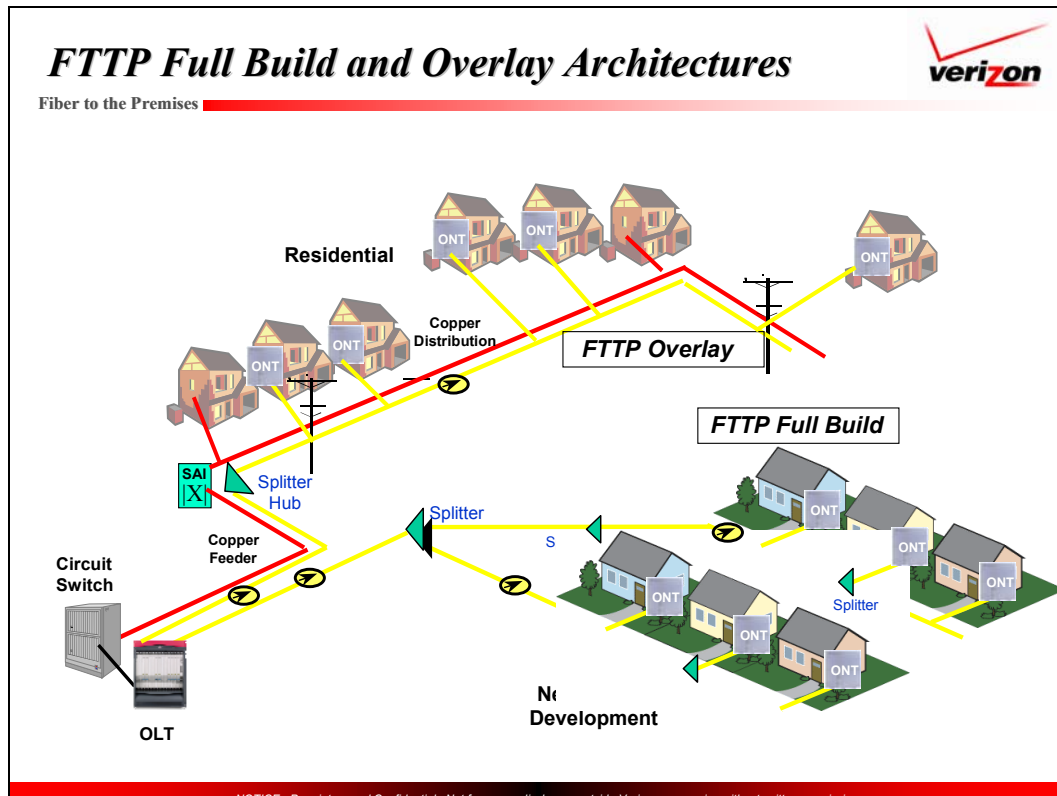 FTTP Full Build and Overlay Architectures
verizon
Fiber to the Premises
ONT
ONT
ONT
Residential
ONT
ONT
Copper
Distribution
FTTP Overlay
FTTP Full Build
SAI
|X|
Splitter
Hub
Splitter
S
Copper
Feeder
Circuit
Switch
OLT
ONT
ONT
ONT
Splitter
ONT
ONT
ONT
Development